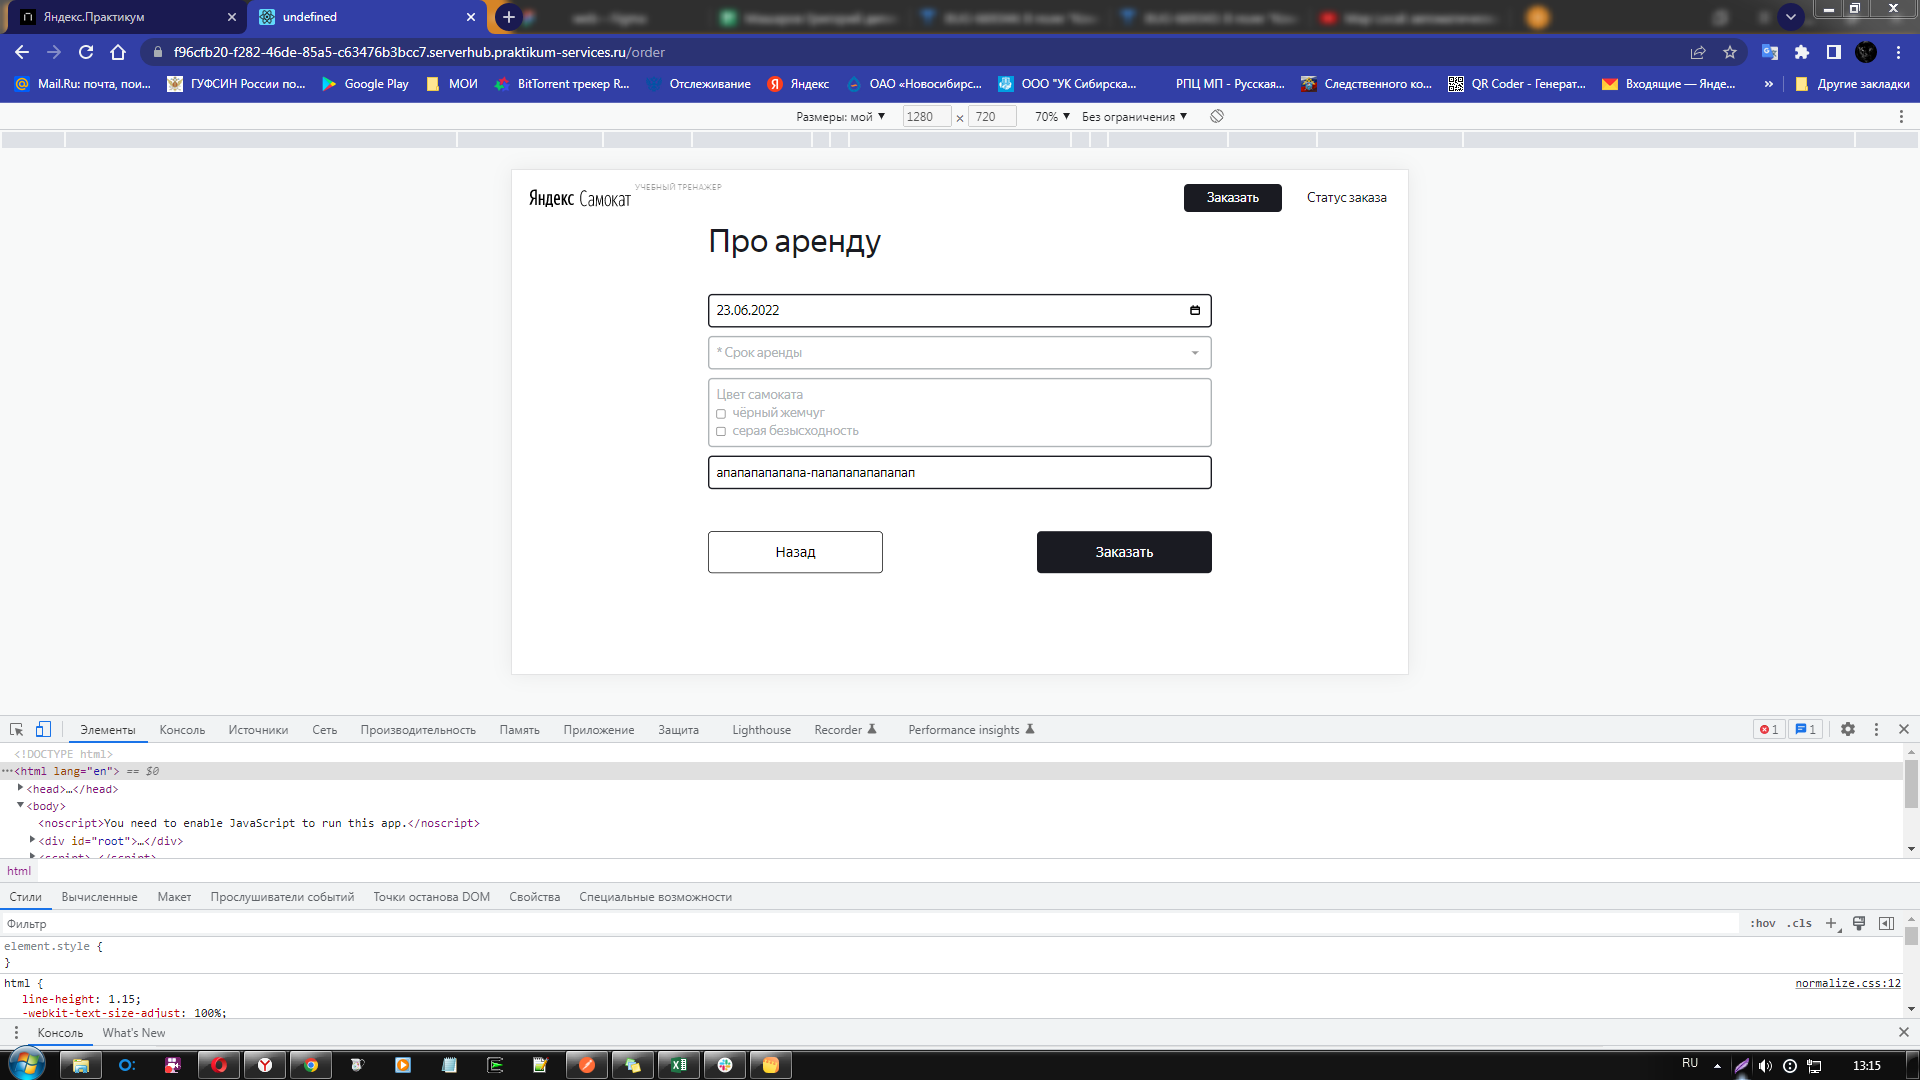 Яндекс.Практикум
undefined
f96cfb20-f282-46de-85a5-c63476b3bcc7.serverhub.praktikum-services.ru/order
Mail.Ru: почта, пои...
ГУФСИН России по...
Google Play
МОИ
BitTorrent трекер R...
Отслеживание
Яндекс
ОАО «Новосибирс...
ООО "УК Сибирска...
РПЦ МП - Русская...
Следственного ко...
QR Coder - Генерат...
Входящие — Янде...
»
Другие закладки
Размеры: мой
1280
×
720
70%
Без ограничения
Яндекс Самокат
УЧЕБНЫЙ ТРЕНАЖЕР
Заказать
Статус заказа
Про аренду
23.06.2022
* Срок аренды
Цвет самоката
чёрный жемчуг
серая безысходность
апапапапапапа-папапапапапапап
Назад
Заказать
Элементы
Консоль
Источники
Сеть
Производительность
Память
Приложение
Защита
Lighthouse
Recorder
Performance insights
1
1
<!DOCTYPE html>
<html lang="en"> == $0
<head>…</head>
<body>
<noscript>You need to enable JavaScript to run this app.</noscript>
<div id="root">…</div>
<script> </script>
html
Стили
Вычисленные
Макет
Прослушиватели событий
Точки останова DOM
Свойства
Специальные возможности
Фильтр
:hov
.cls
element.style {
}
html {
normalize.css:12
line-height: 1.15;
-webkit-text-size-adjust: 100%;
Консоль
What's New
RU
13:15